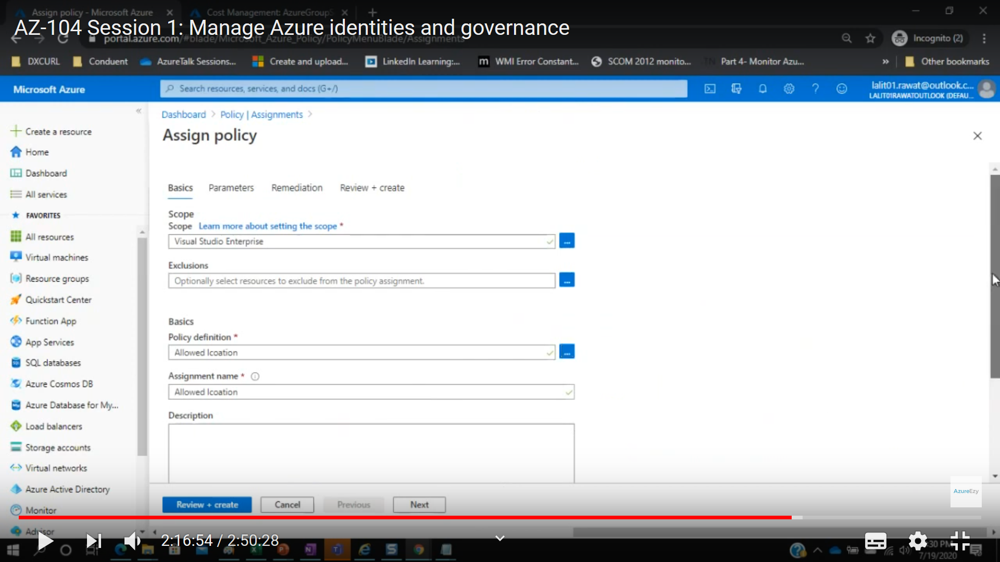 Assign policy - Microsoft Azure
Cost Management: AzureGroupS
AZ-104 Session 1: Manage Azure identities and governance
portal.azure.com/#blade/Microsoft_Azure_Policy/PolicyMenuBlade/Assignments
Incognito (2)
DXCURL
Conduent
AzureTalk Sessions...
Create and upload...
LinkedIn Learning:...
m
WMI Error Constant...
SCOM 2012 monito...
TN
Part 4- Monitor Azu...
»
Other bookmarks
Microsoft Azure
Search resources, services, and docs (G+/)
lalit01.rawat@outlook.c...
LALIT01RAWATOUTLOOK (DEFAU...
Create a resource
Home
Dashboard
All services
FAVORITES
All resources
Virtual machines
Resource groups
Quickstart Center
Function App
App Services
SQL databases
Azure Cosmos DB
Azure Database for My...
Load balancers
Storage accounts
Virtual networks
Azure Active Directory
Monitor
Advisor
Dashboard > Policy | Assignments >
Assign policy
Basics
Parameters
Remediation
Review + create
Scope
Scope Learn more about setting the scope *
Visual Studio Enterprise
...
Exclusions
Optionally select resources to exclude from the policy assignment.
...
Basics
Policy definition *
Allowed lcoation
...
Assignment name *
Allowed lcoation
Description
Review + create
Cancel
Previous
Next
AzureEzy
2:16:54 / 2:50:28
:30 PM
7/19/2020